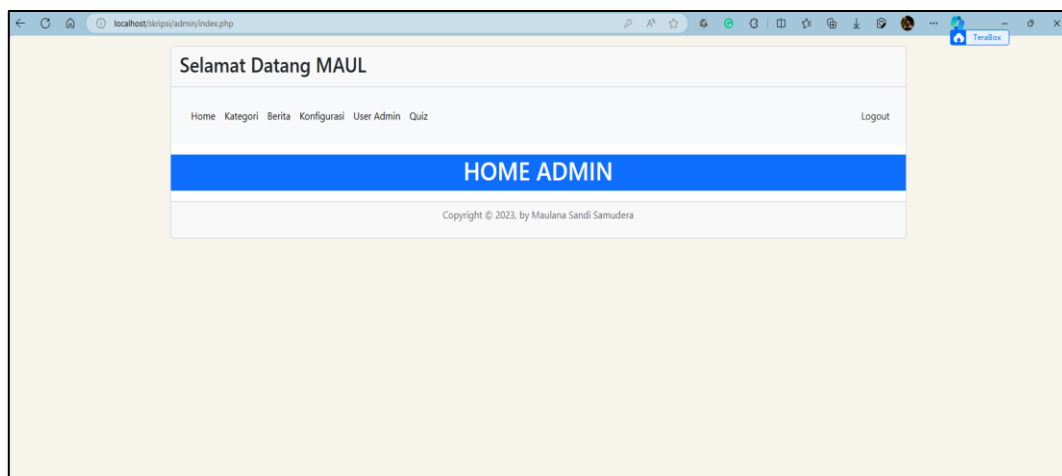 localhost/skripsi/admin/index.php
TeraBox
Selamat Datang MAUL
Home Kategori Berita Konfigurasi User Admin Quiz Logout
HOME ADMIN
Copyright © 2023, by Maulana Sandi Samudera